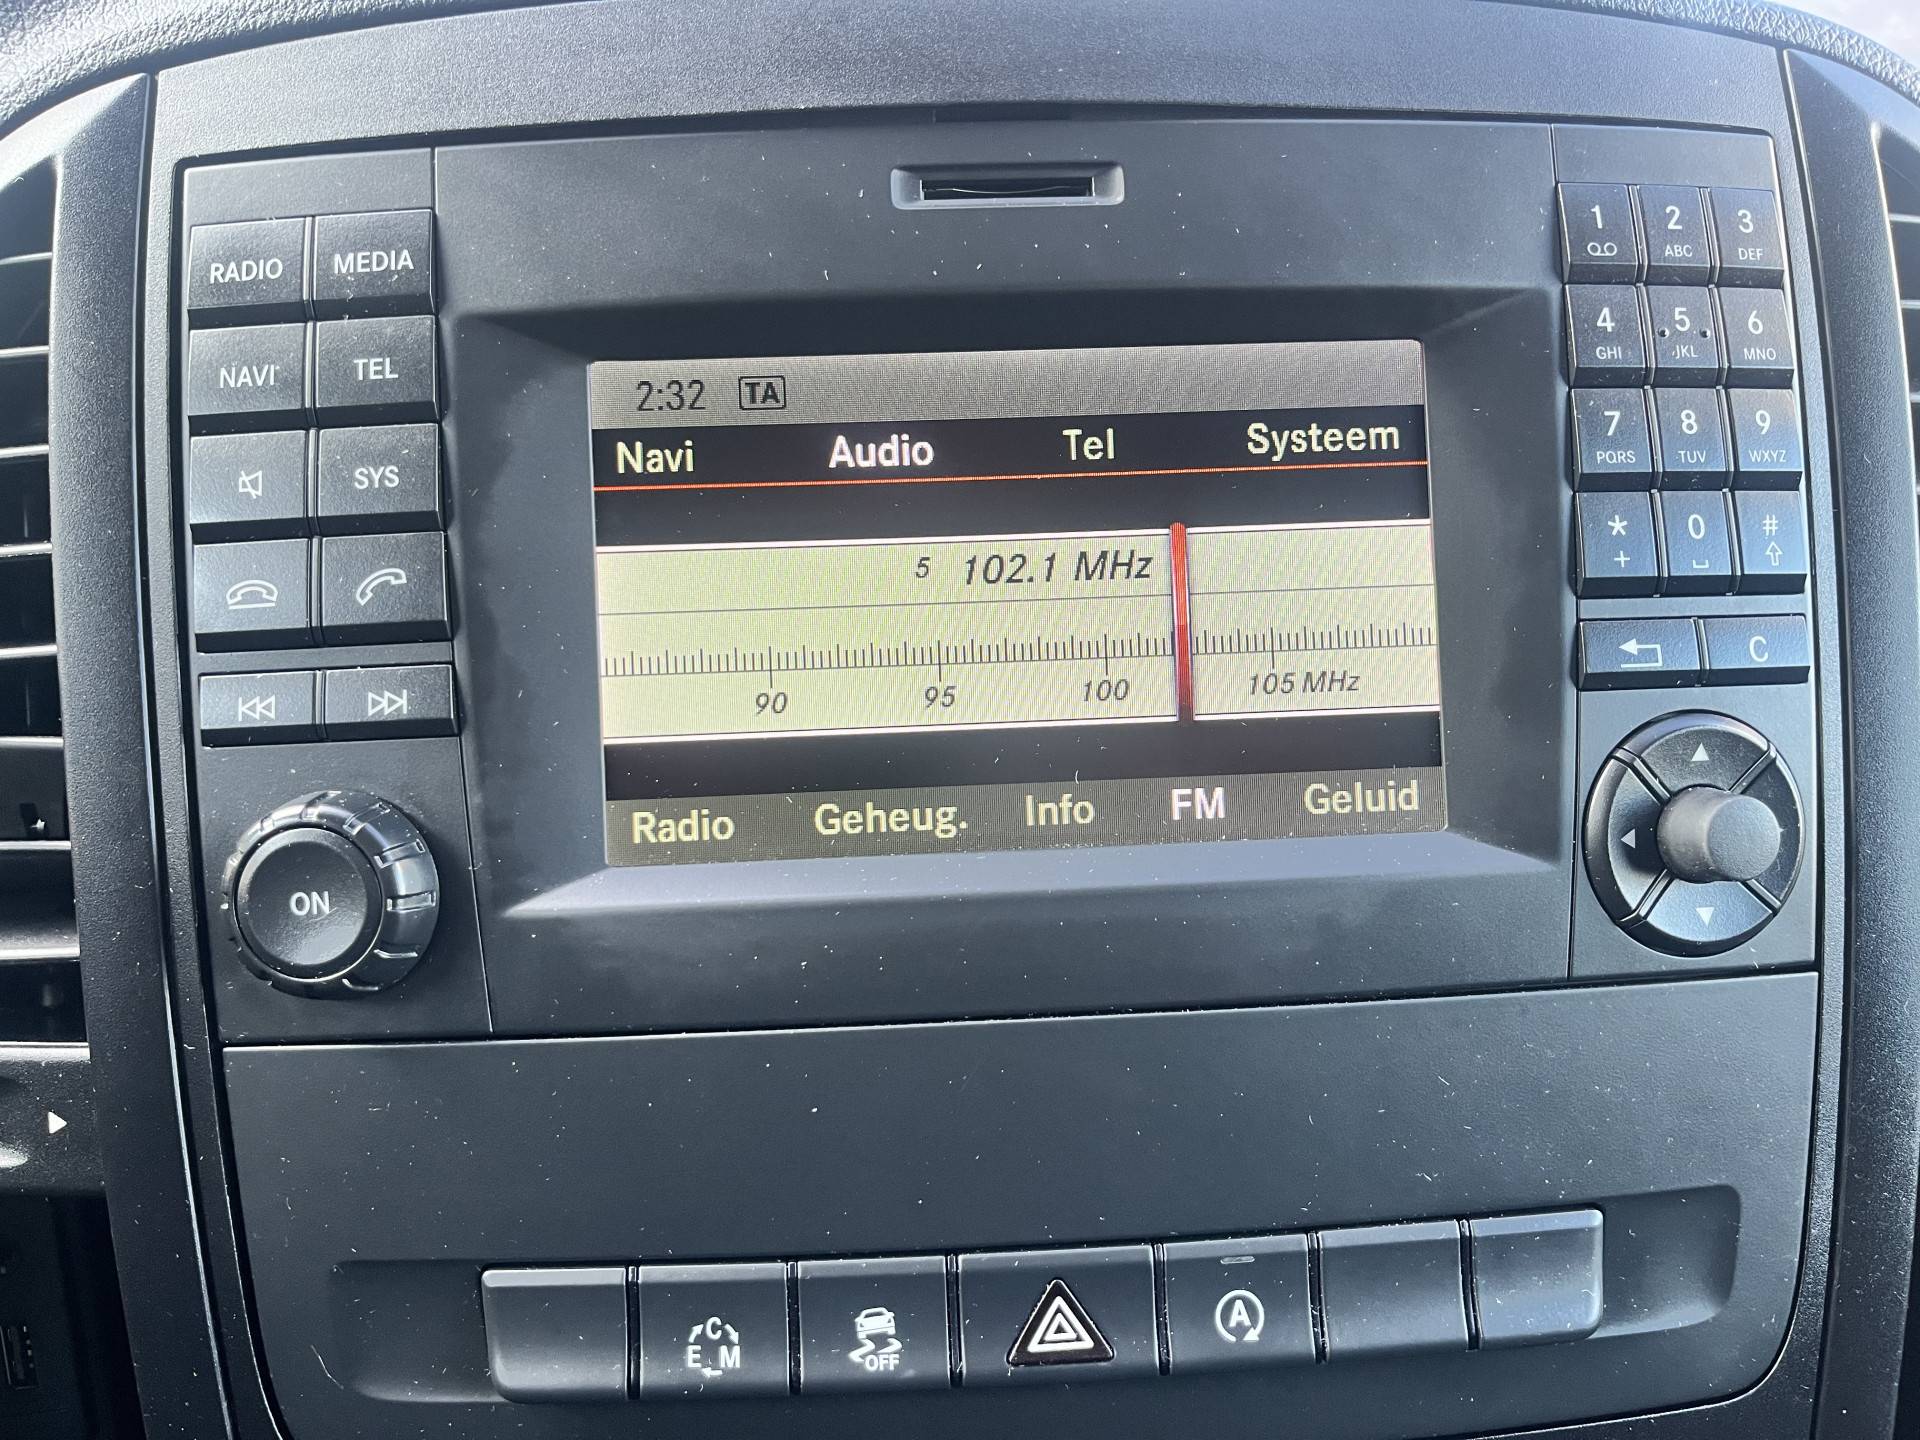 RADIO MEDIA
NAVI TEL
SYS
ON
2:32 TA
Navi Audio Tel Systeem
5 102.1 MHz
90 95 100 105 MHz
Radio Geheug. Info FM Geluid
1 2 3
ABC DEF
4 5 6
GHI JKL MNO
7 8 9
PQRS TUV WXYZ
* 0 #
+
C
C
E M
OFF
A